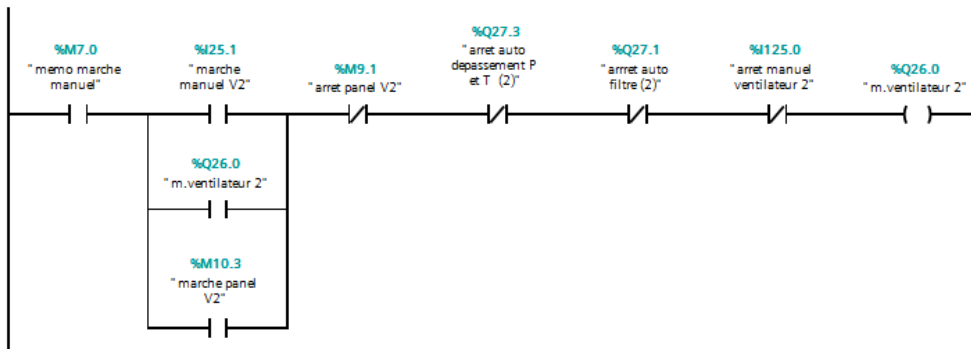 %M7.0
"memo marche
manuel"
%I25.1
"marche
manuel V2"
%M9.1
"arret panel V2"
%Q27.3
"arret auto
depassement P
et T (2)"
%Q27.1
"arrret auto
filtre (2)"
%I125.0
"arret manuel
ventilateur 2"
%Q26.0
"m.ventilateur 2"
%Q26.0
"m.ventilateur 2"
%M10.3
"marche panel
V2"